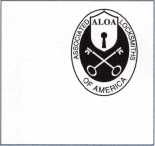 ALOA
ASSOCIATED LOCKSMITHS
OF AMERICA